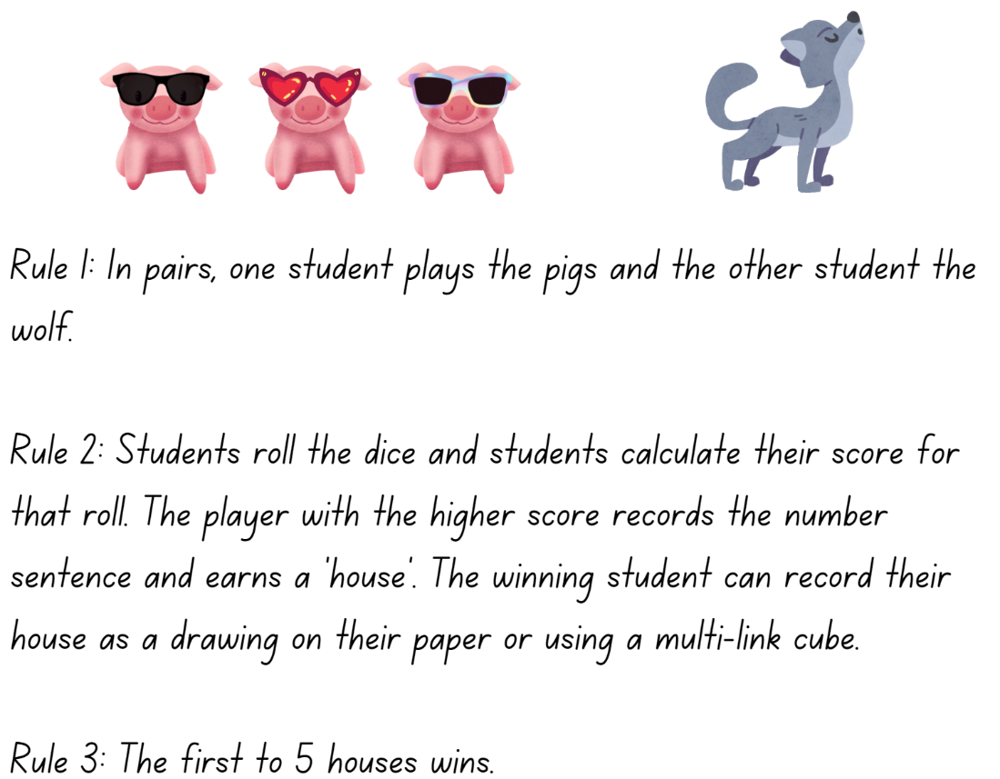 Rule 1: In pairs, one student plays the pigs and the other student the
wolf.
Rule 2: Students roll the dice and students calculate their score for
that roll. The player with the higher score records the number
sentence and earns a 'house'. The winning student can record their
house as a drawing on their paper or using a multi-link cube.
Rule 3: The first to 5 houses wins.